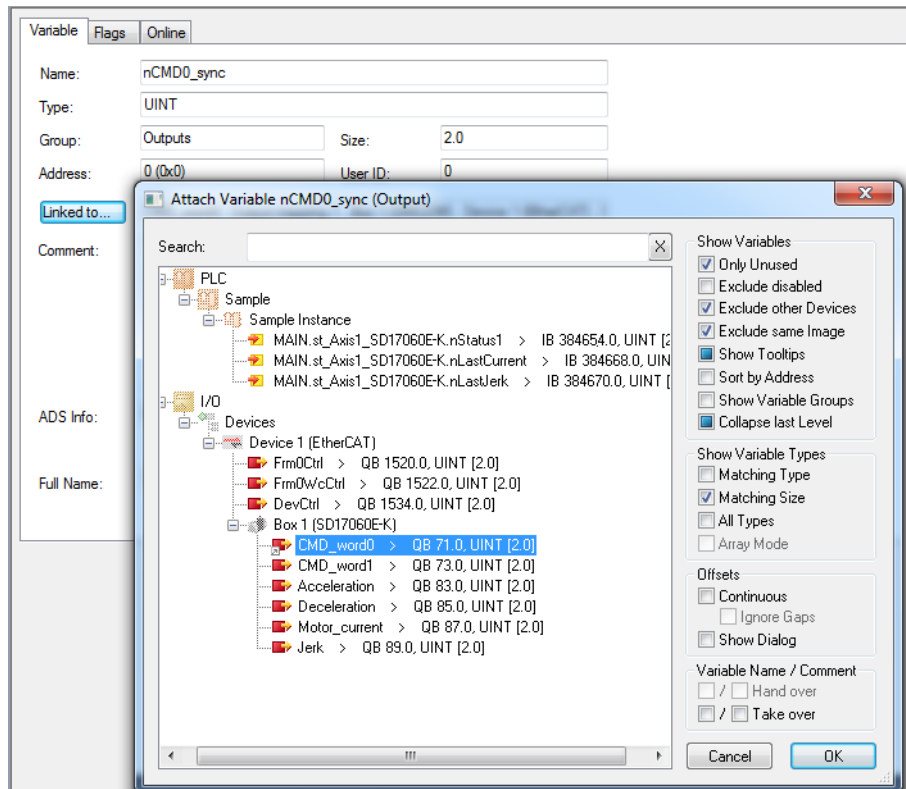 Variable Flags Online
Name: nCMD0_sync
Type: UINT
Group: Outputs Size: 2.0
Address: 0 (0x0) User ID: 0
Linked to...
Comment:
ADS Info:
Full Name:
Attach Variable nCMD0_sync (Output)
Search:
PLC
Sample
Sample Instance
MAIN.st_Axis1_SD17060E-K.nStatus1 > IB 384654.0, UINT [2
MAIN.st_Axis1_SD17060E-K.nLastCurrent > IB 384668.0, UIN
MAIN.st_Axis1_SD17060E-K.nLastJerk > IB 384670.0, UINT [
I/O
Devices
Device 1 (EtherCAT)
Frm0Ctrl > QB 1520.0, UINT [2.0]
Frm0WcCtrl > QB 1522.0, UINT [2.0]
DevCtrl > QB 1534.0, UINT [2.0]
Box 1 (SD17060E-K)
CMD_word0 > QB 71.0, UINT [2.0]
CMD_word1 > QB 73.0, UINT [2.0]
Acceleration > QB 83.0, UINT [2.0]
Deceleration > QB 85.0, UINT [2.0]
Motor_current > QB 87.0, UINT [2.0]
Jerk > QB 89.0, UINT [2.0]
Show Variables
Only Unused
Exclude disabled
Exclude other Devices
Exclude same Image
Show Tooltips
Sort by Address
Show Variable Groups
Collapse last Level
Show Variable Types
Matching Type
Matching Size
All Types
Array Mode
Offsets
Continuous
Ignore Gaps
Show Dialog
Variable Name / Comment
/ Hand over
/ Take over
Cancel OK